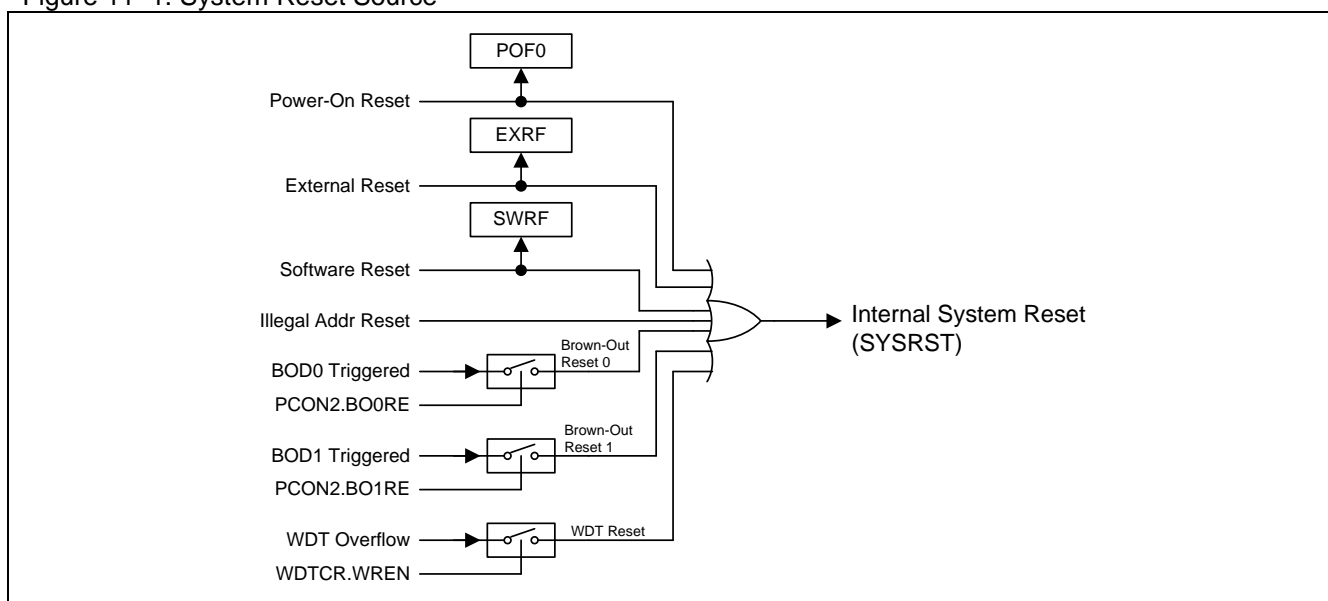 Figure 11-1. System Reset Source
POF0
Power-On Reset
EXRF
External Reset
SWRF
Software Reset
Illegal Addr Reset
Internal System Reset
(SYSRST)
Brown-Out
Reset 0
BOD0 Triggered
PCON2.BO0RE
Brown-Out
Reset 1
BOD1 Triggered
PCON2.BO1RE
WDT Overflow
WDT Reset
WDTCR.WREN